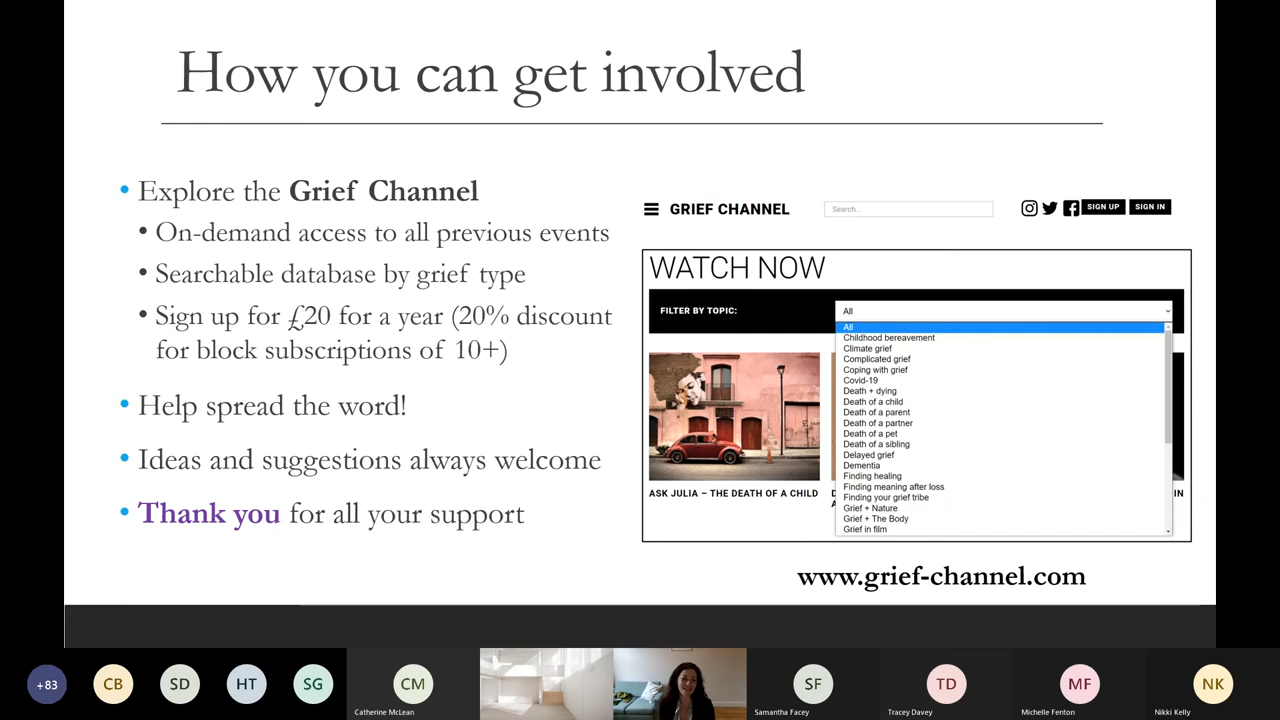 How you can get involved
• Explore the Grief Channel
• On-demand access to all previous events
• Searchable database by grief type
• Sign up for £20 for a year (20% discount
for block subscriptions of 10+)
• Help spread the word!
• Ideas and suggestions always welcome
• Thank you for all your support
GRIEF CHANNEL
Search...
SIGN UP
SIGN IN
WATCH NOW
FILTER BY TOPIC:
All
All
Childhood bereavement
Climate grief
Complicated grief
Coping with grief
Covid-19
Death + dying
Death of a child
Death of a parent
Death of a partner
Death of a pet
Death of a sibling
Delayed grief
Dementia
Finding healing
Finding meaning after loss
Finding your grief tribe
Grief + Nature
Grief + The Body
Grief in film
ASK JULIA – THE DEATH OF A CHILD
IN
www.grief-channel.com
+83
CB
SD
HT
SG
CM
Catherine McLean
SF
Samantha Facey
TD
Tracey Davey
MF
Michelle Fenton
NK
Nikki Kelly